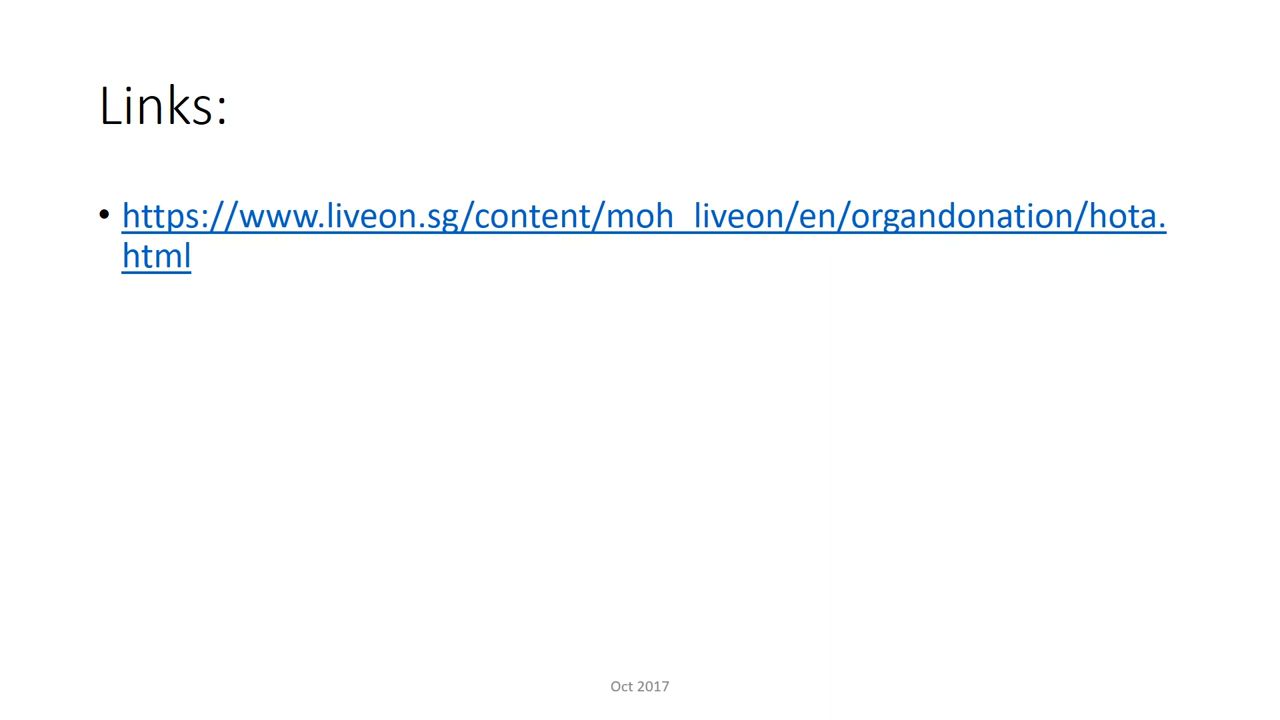 Links:
• https://www.liveon.sg/content/moh_liveon/en/organdonation/hota.
html
Oct 2017